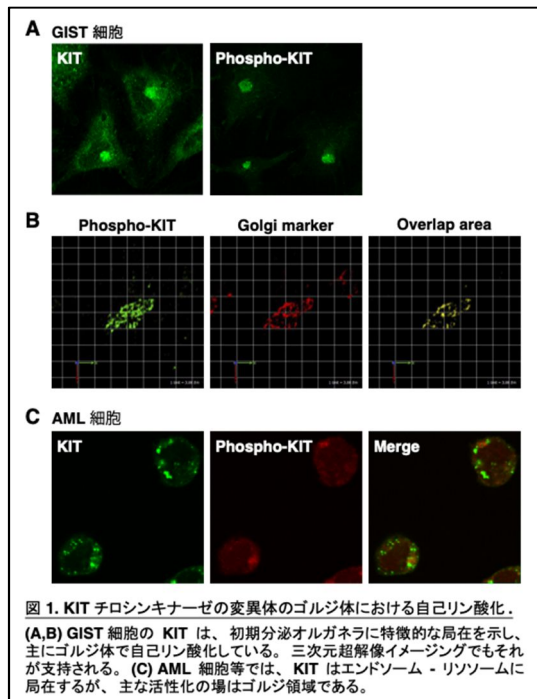 A GIST 細胞
KIT
Phospho-KIT
B
Phospho-KIT
Golgi marker
Overlap area
C AML 細胞
KIT
Phospho-KIT
Merge
図 1. KIT チロシンキナーゼの変異体のゴルジ体における自己リン酸化 .
(A,B) GIST 細胞の KIT は、初期分泌オルガネラに特徴的な局在を示し、
主にゴルジ体で自己リン酸化している。 三次元超解像イメージングでもそれ
が支持される。 (C) AML 細胞等では、KIT はエンドソーム - リソソームに
局在するが、主な活性化の場はゴルジ領域である。